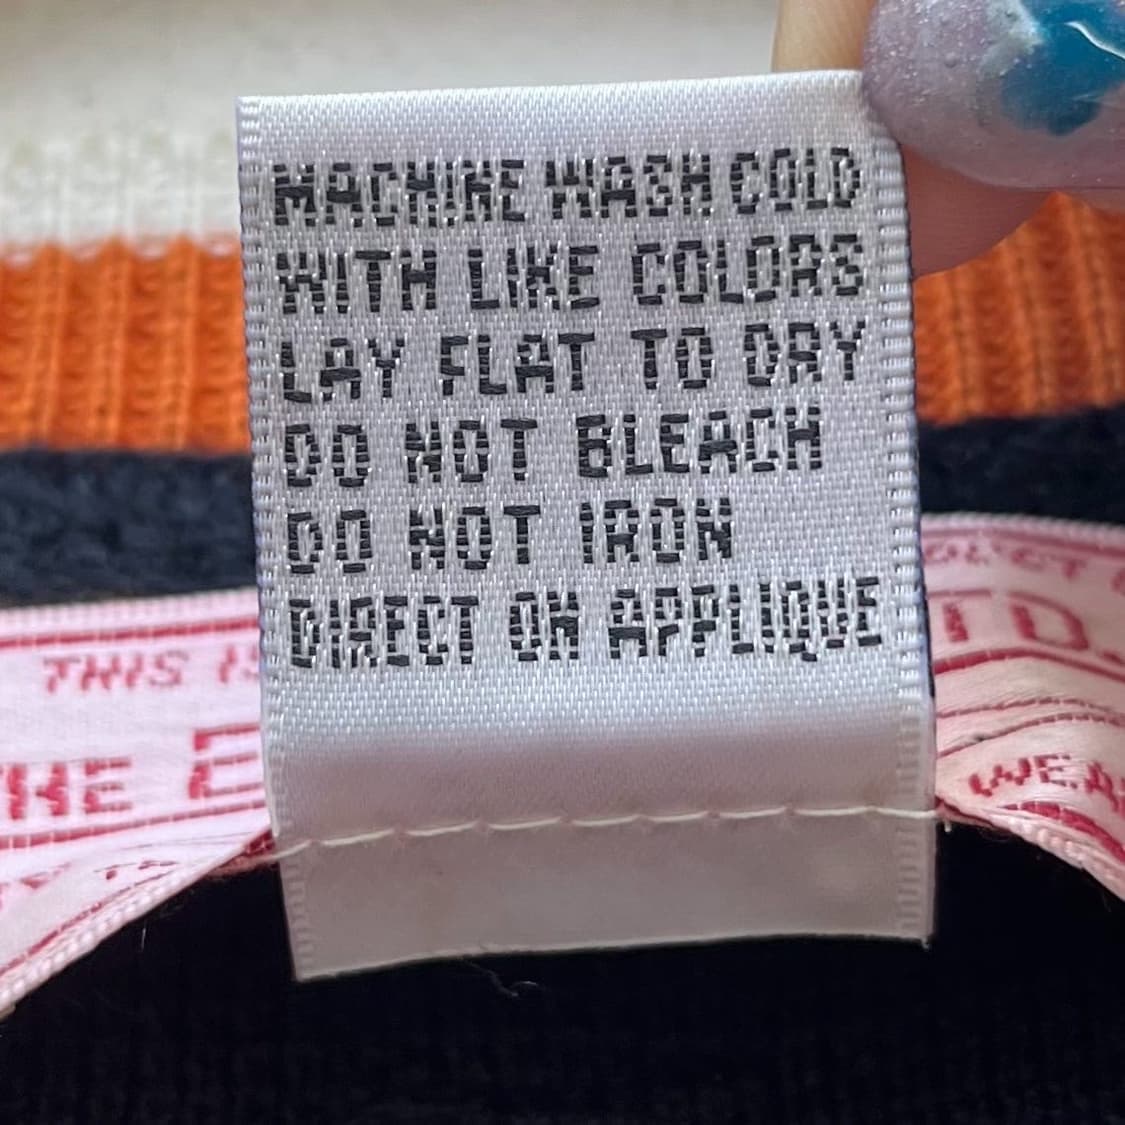 MACHINE WASH COLD
WITH LIKE COLORS
LAY FLAT TO DRY
DO NOT BLEACH
DO NOT IRON
DIRECT ON APPLIQUE
THIS IS
THE
TD.